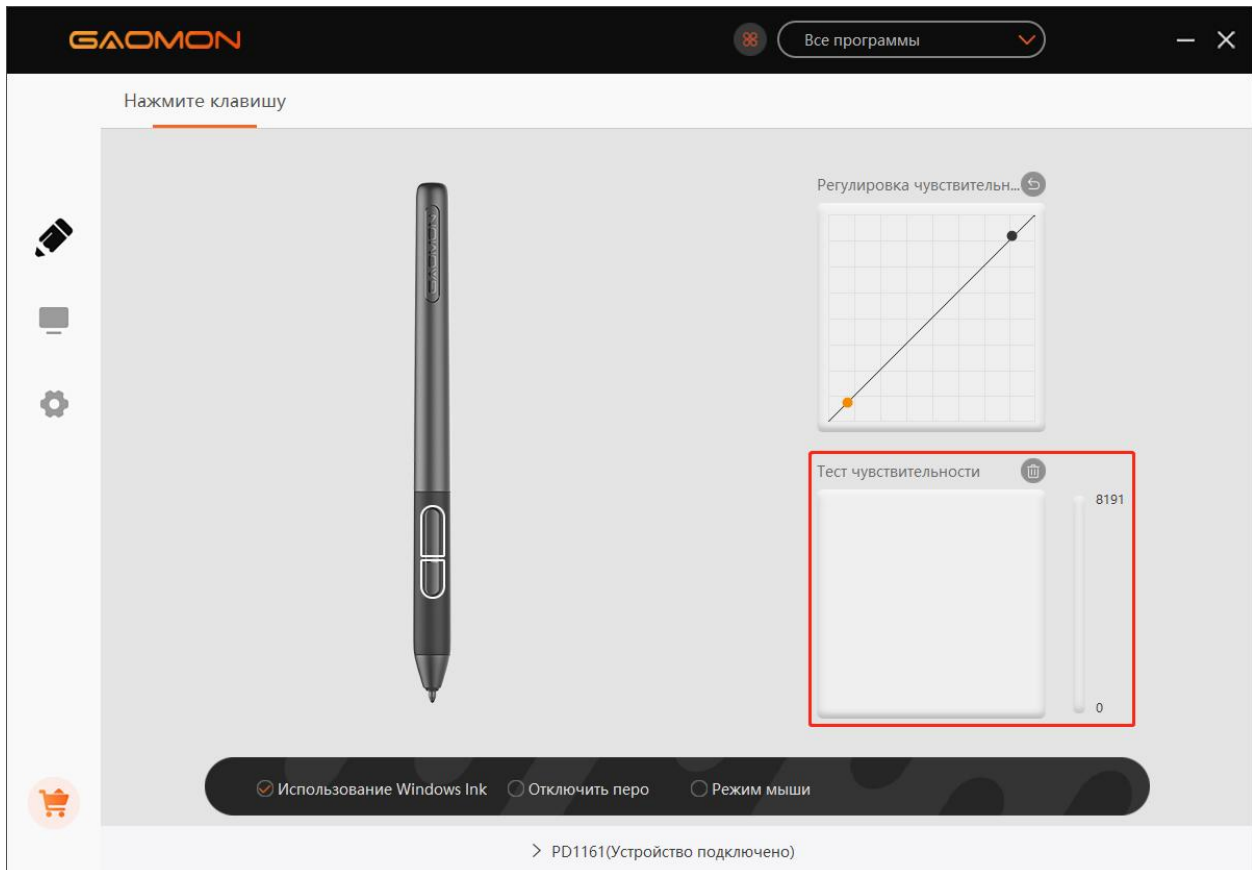 GAOMON
Все программы
Нажмите клавишу
Регулировка чувствительн...
GAOMON
Тест чувствительности
8191
0
Использование Windows Ink Отключить перо Режим мыши
PD1161(Устройство подключено)